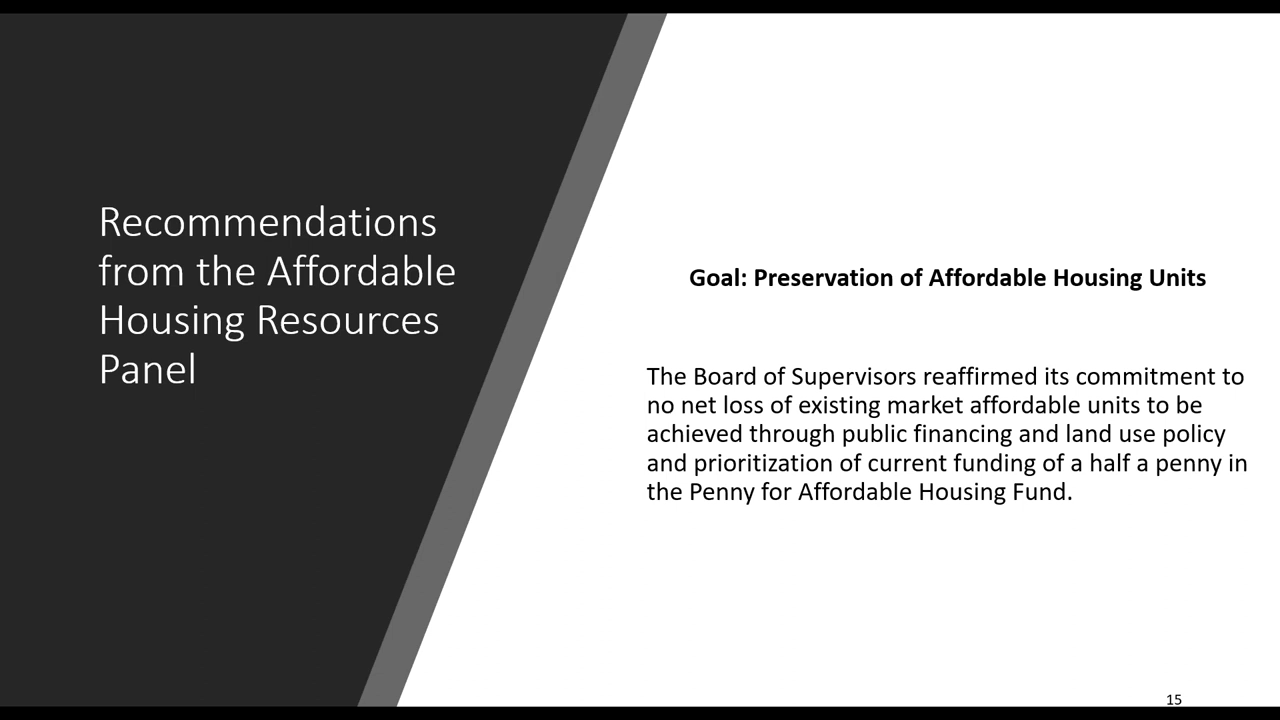 Recommendations
from the Affordable
Housing Resources
Panel
Goal: Preservation of Affordable Housing Units
The Board of Supervisors reaffirmed its commitment to
no net loss of existing market affordable units to be
achieved through public financing and land use policy
and prioritization of current funding of a half a penny in
the Penny for Affordable Housing Fund.
15